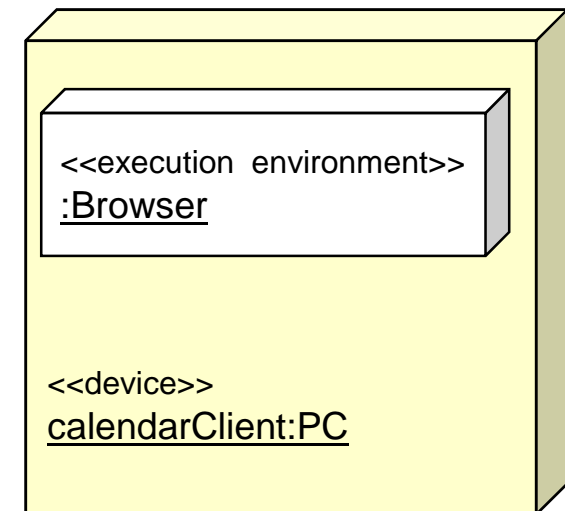 <<execution environment>>
:Browser
<<device>>
calendarClient:PC